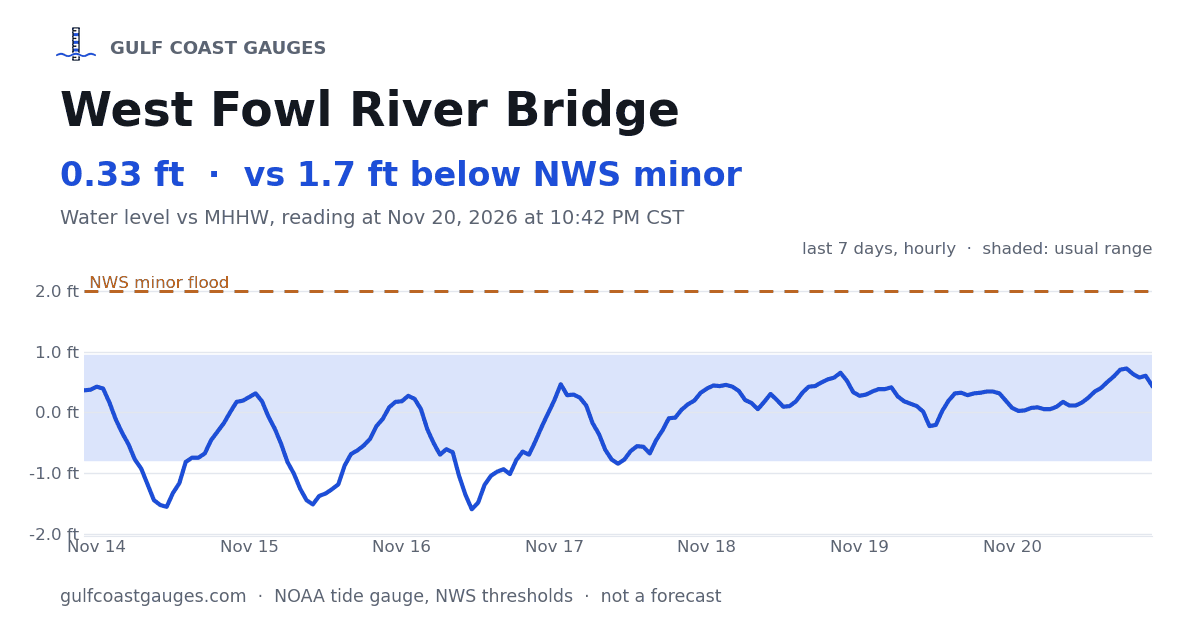 GULF COAST GAUGES
West Fowl River Bridge
0.33 ft · vs 1.7 ft below NWS minor
Water level vs MHHW, reading at Nov 20, 2026 at 10:42 PM CST
last 7 days, hourly · shaded: usual range
NWS minor flood
2.0 ft
1.0 ft
0.0 ft
-1.0 ft
-2.0 ft
Nov 14 Nov 15 Nov 16 Nov 17 Nov 18 Nov 19 Nov 20
gulfcoastgauges.com · NOAA tide gauge, NWS thresholds · not a forecast